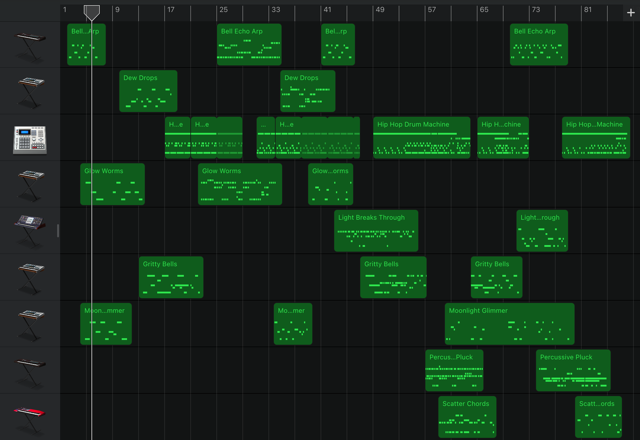 1 9 17 25 33 41 49 57 65 73 81 +
Bell...Arp Bell Echo Arp Bel...rp Bell Echo Arp
Dew Drops Dew Drops
H...e H...e ... H...e Hip Hop Drum Machine Hip H...chine Hip Hop...Machine
Glow Worms Glow Worms Glow...orms
Light Breaks Through Light...rough
Gritty Bells Gritty Bells Gritty Bells
Moon...mmer Mo...mer Moonlight Glimmer
Percus...Pluck Percussive Pluck
Scatter Chords Scatt...ords